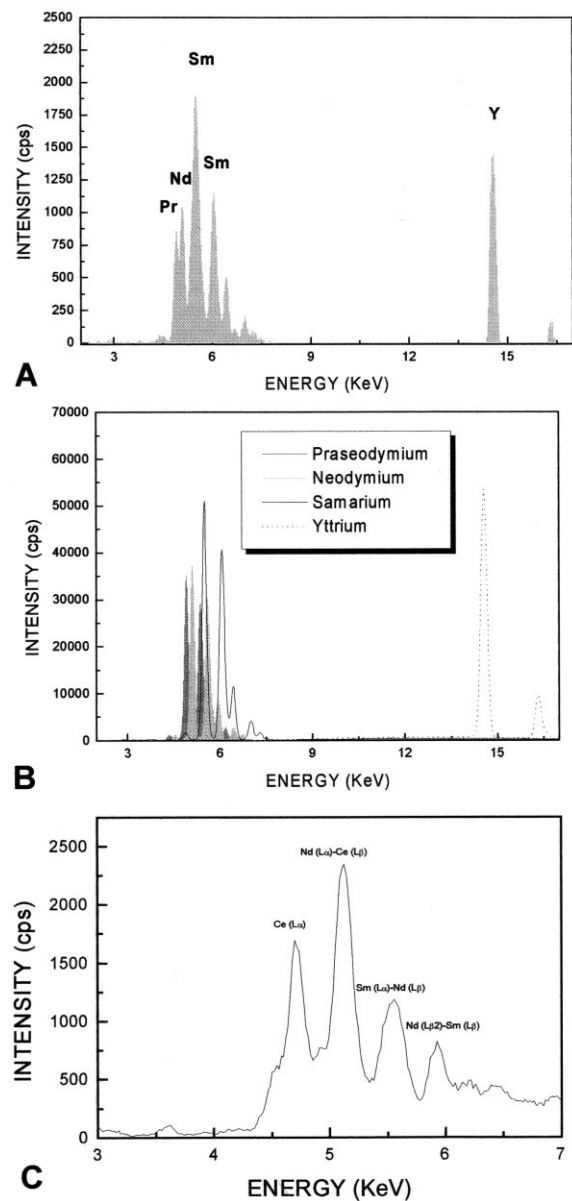 2500
2250
2000
1750
1500
1250
1000
750
500
250
0
INTENSITY (cps)
Sm
Y
Sm
Nd
Pr
3 6 9 12 15
ENERGY (KeV)
A
70000
60000
50000
40000
30000
20000
10000
0
INTENSITY (cps)
Praseodymium
Neodymium
Samarium
Yttrium
3 6 9 12 15
ENERGY (KeV)
B
2500
2000
1500
1000
500
0
INTENSITY (cps)
Nd (Lα)-Ce (Lβ)
Ce (Lα)
Sm (Lα)-Nd (Lβ)
Nd (Lβ2)-Sm (Lβ)
3 4 5 6 7
ENERGY (KeV)
C